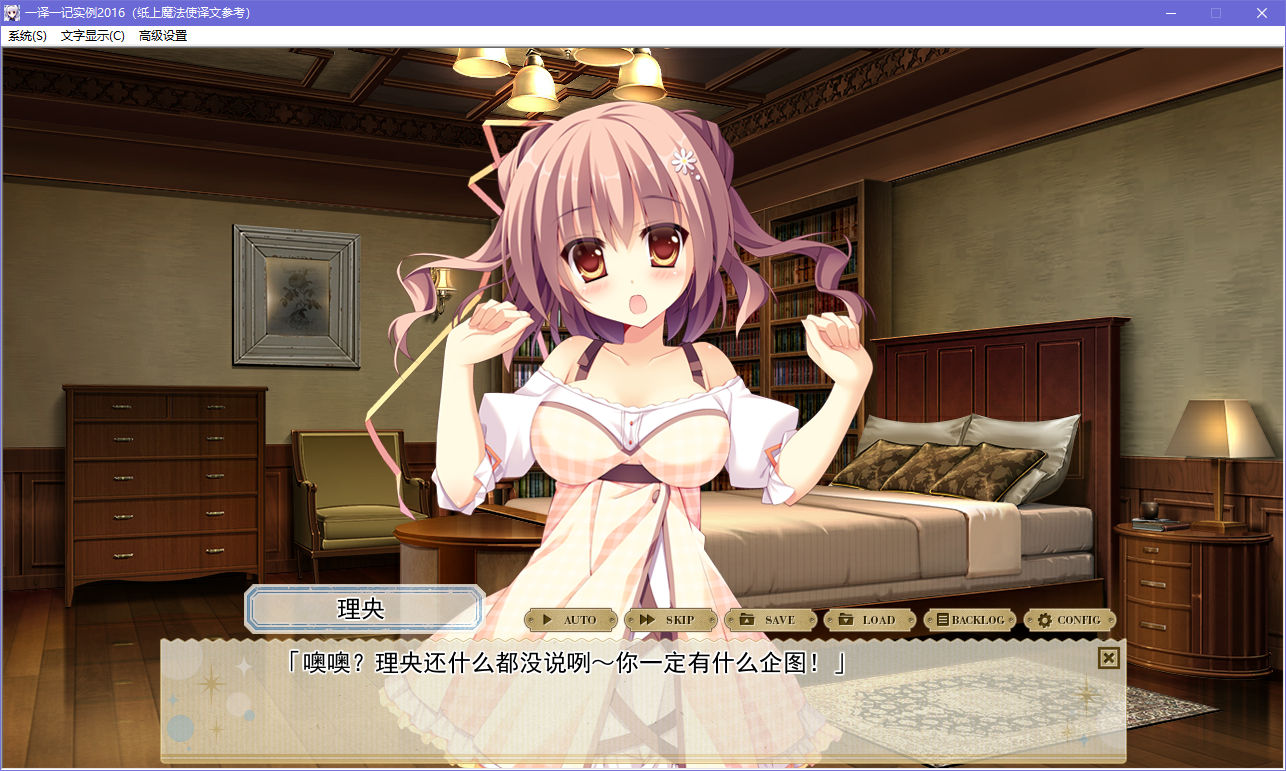 一译一记实例2016（纸上魔法使译文参考）
系统(S) 文字显示(C) 高级设置
理央
AUTO SKIP SAVE LOAD BACKLOG CONFIG
「噢噢？理央还什么都没说咧～你一定有什么企图！」